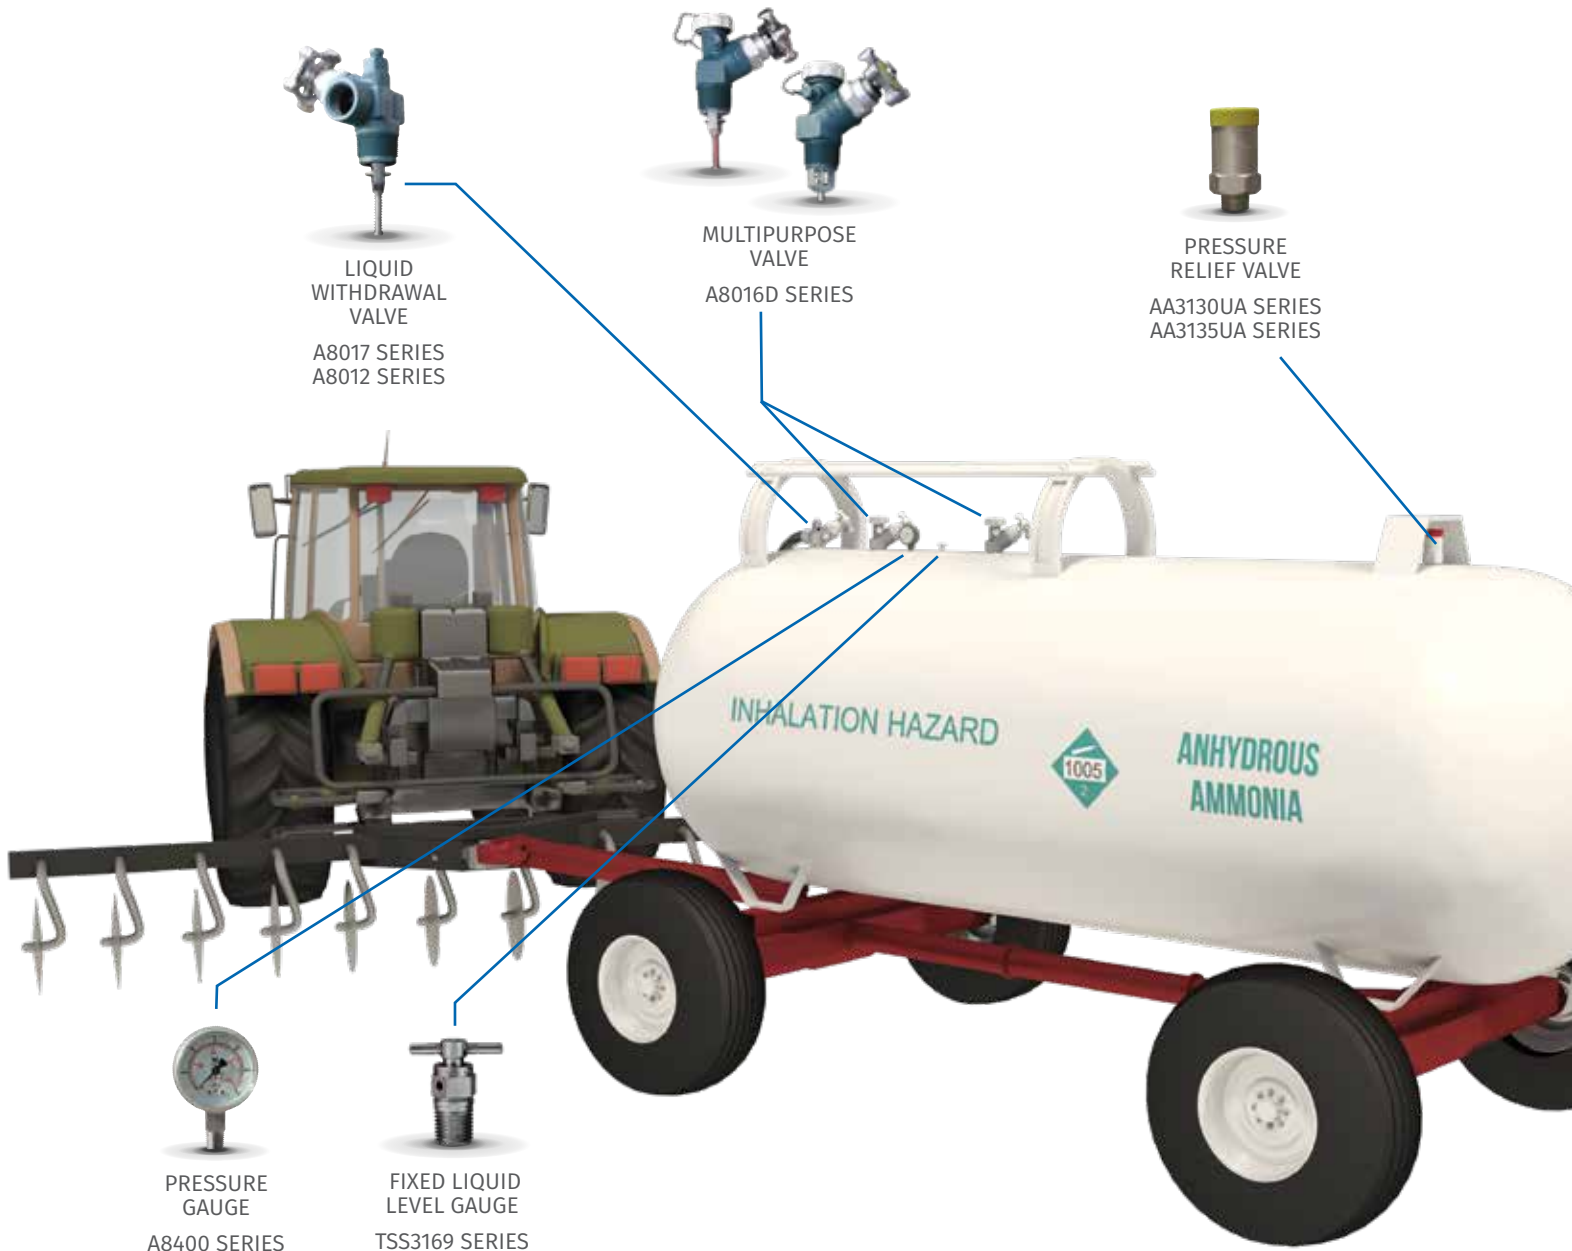 LIQUID
WITHDRAWAL
VALVE
A8017 SERIES
A8012 SERIES
MULTIPURPOSE
VALVE
A8016D SERIES
PRESSURE
RELIEF VALVE
AA3130UA SERIES
AA3135UA SERIES
INHALATION HAZARD
1005
2
ANHYDROUS
AMMONIA
PRESSURE
GAUGE
A8400 SERIES
FIXED LIQUID
LEVEL GAUGE
TSS3169 SERIES